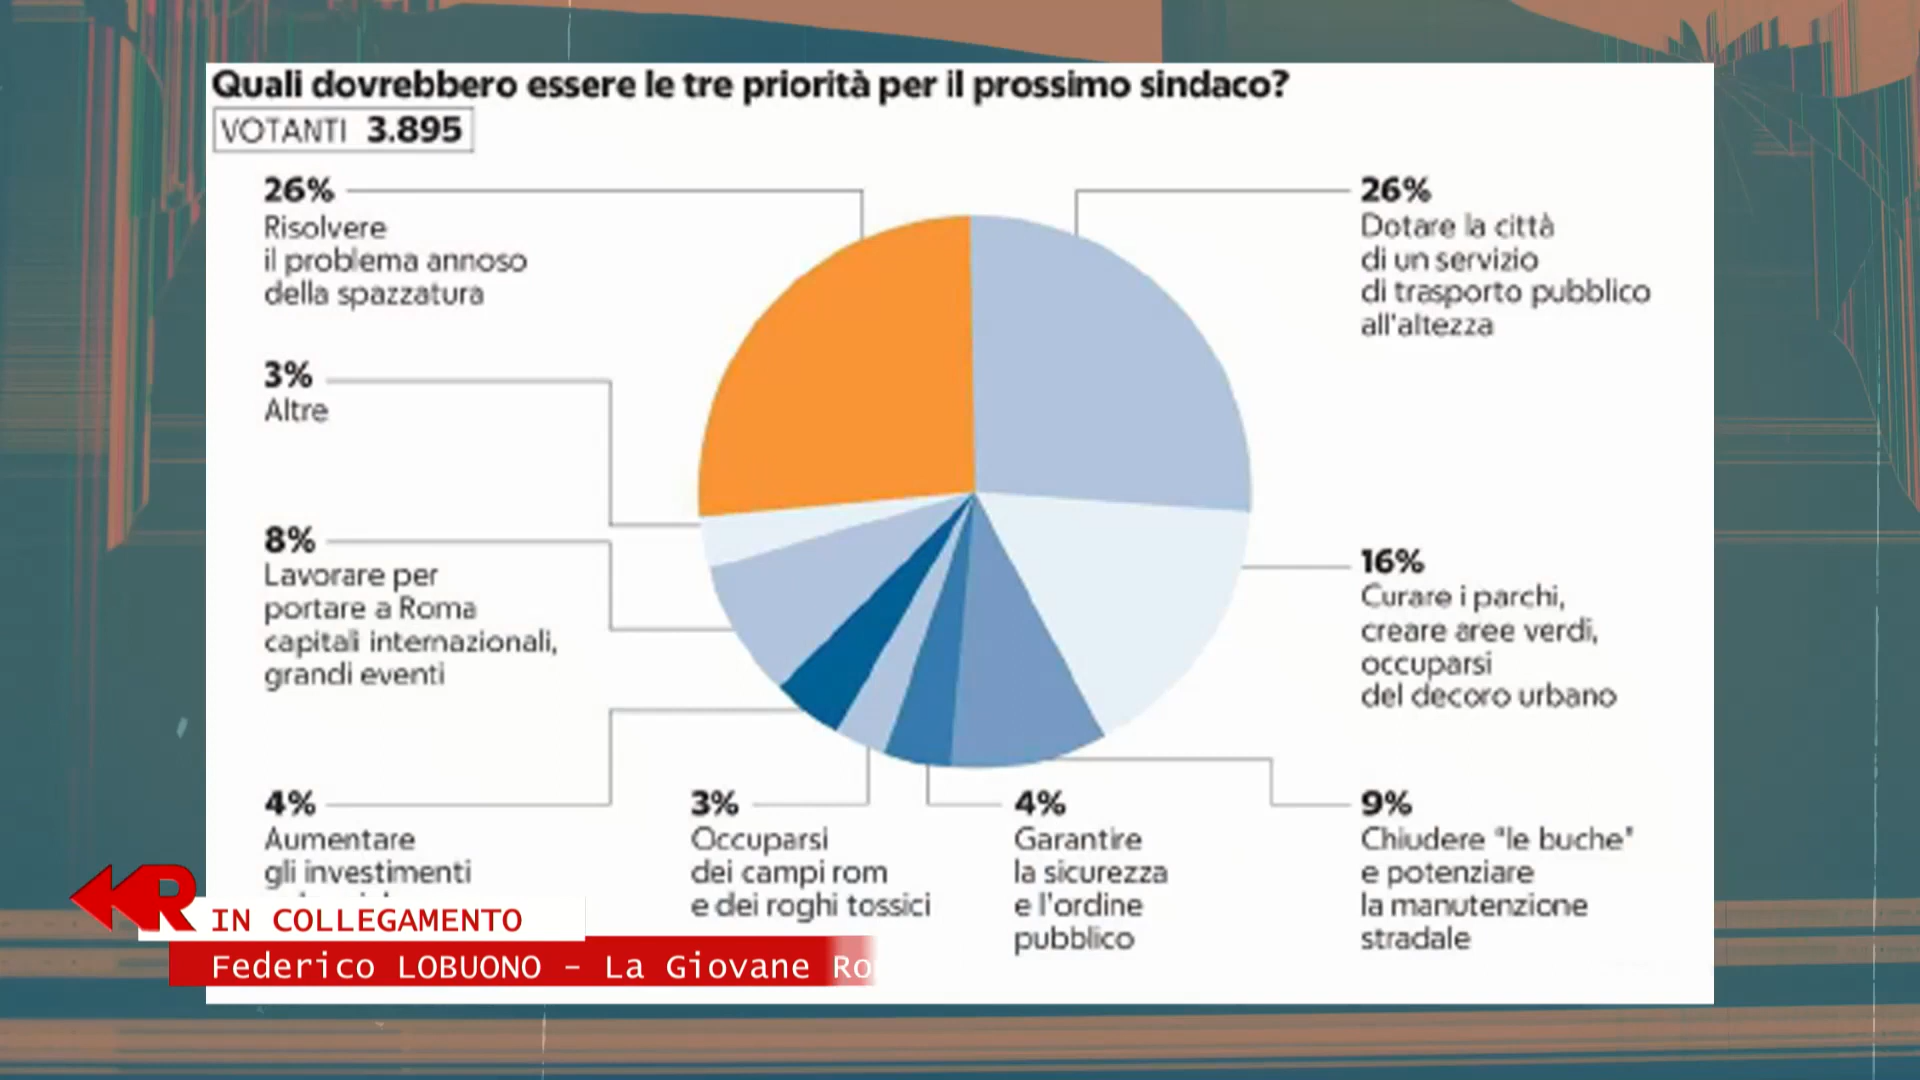 Quali dovrebbero essere le tre priorità per il prossimo sindaco?
VOTANTI 3.895
26%
Risolvere
il problema annoso
della spazzatura
26%
Dotare la città
di un servizio
di trasporto pubblico
all'altezza
3%
Altre
8%
Lavorare per
portare a Roma
capitali internazionali,
grandi eventi
16%
Curare i parchi,
creare aree verdi,
occuparsi
del decoro urbano
4%
Aumentare
gli investimenti
3%
Occuparsi
dei campi rom
e dei roghi tossici
4%
Garantire
la sicurezza
e l'ordine
pubblico
9%
Chiudere "le buche"
e potenziare
la manutenzione
stradale
R
IN COLLEGAMENTO
Federico LOBUONO - La Giovane Ro